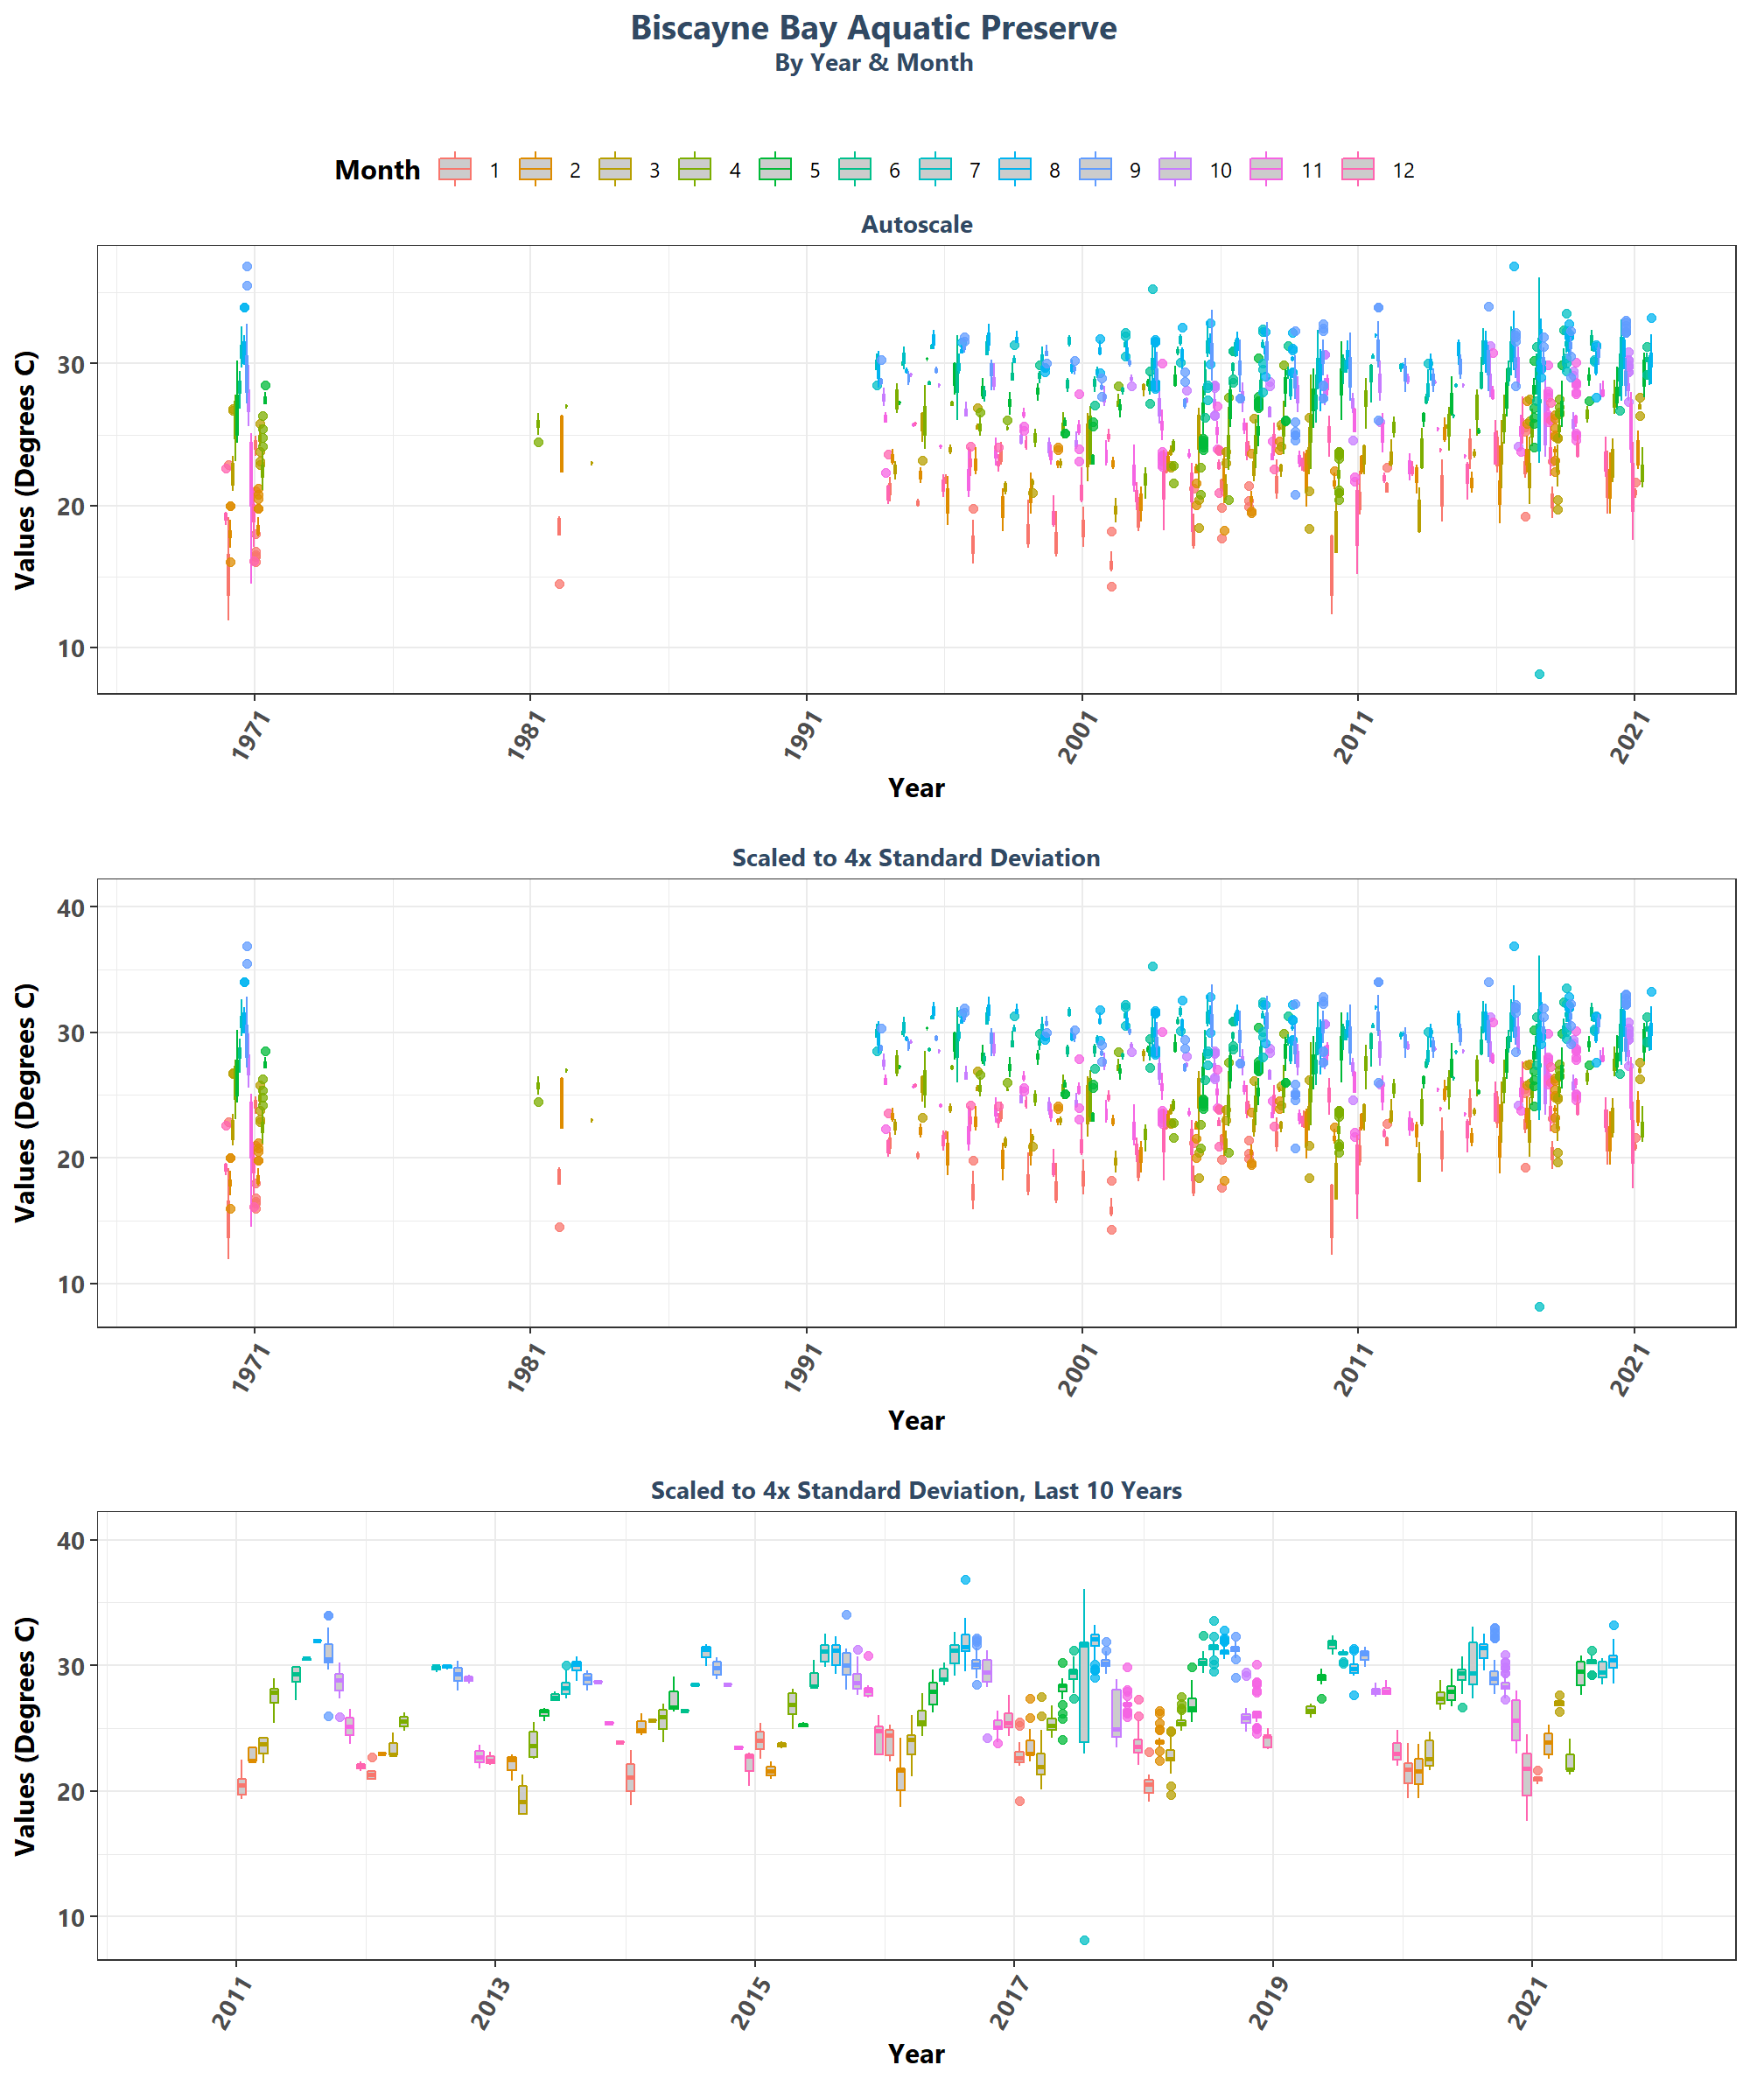 Biscayne Bay Aquatic Preserve
By Year & Month
Month 1 2 3 4 5 6 7 8 9 10 11 12
Autoscale
Values (Degrees C)
30
20
10
1971 1981 1991 2001 2011 2021
Year
Scaled to 4x Standard Deviation
Values (Degrees C)
40
30
20
10
1971 1981 1991 2001 2011 2021
Year
Scaled to 4x Standard Deviation, Last 10 Years
Values (Degrees C)
40
30
20
10
2011 2013 2015 2017 2019 2021
Year